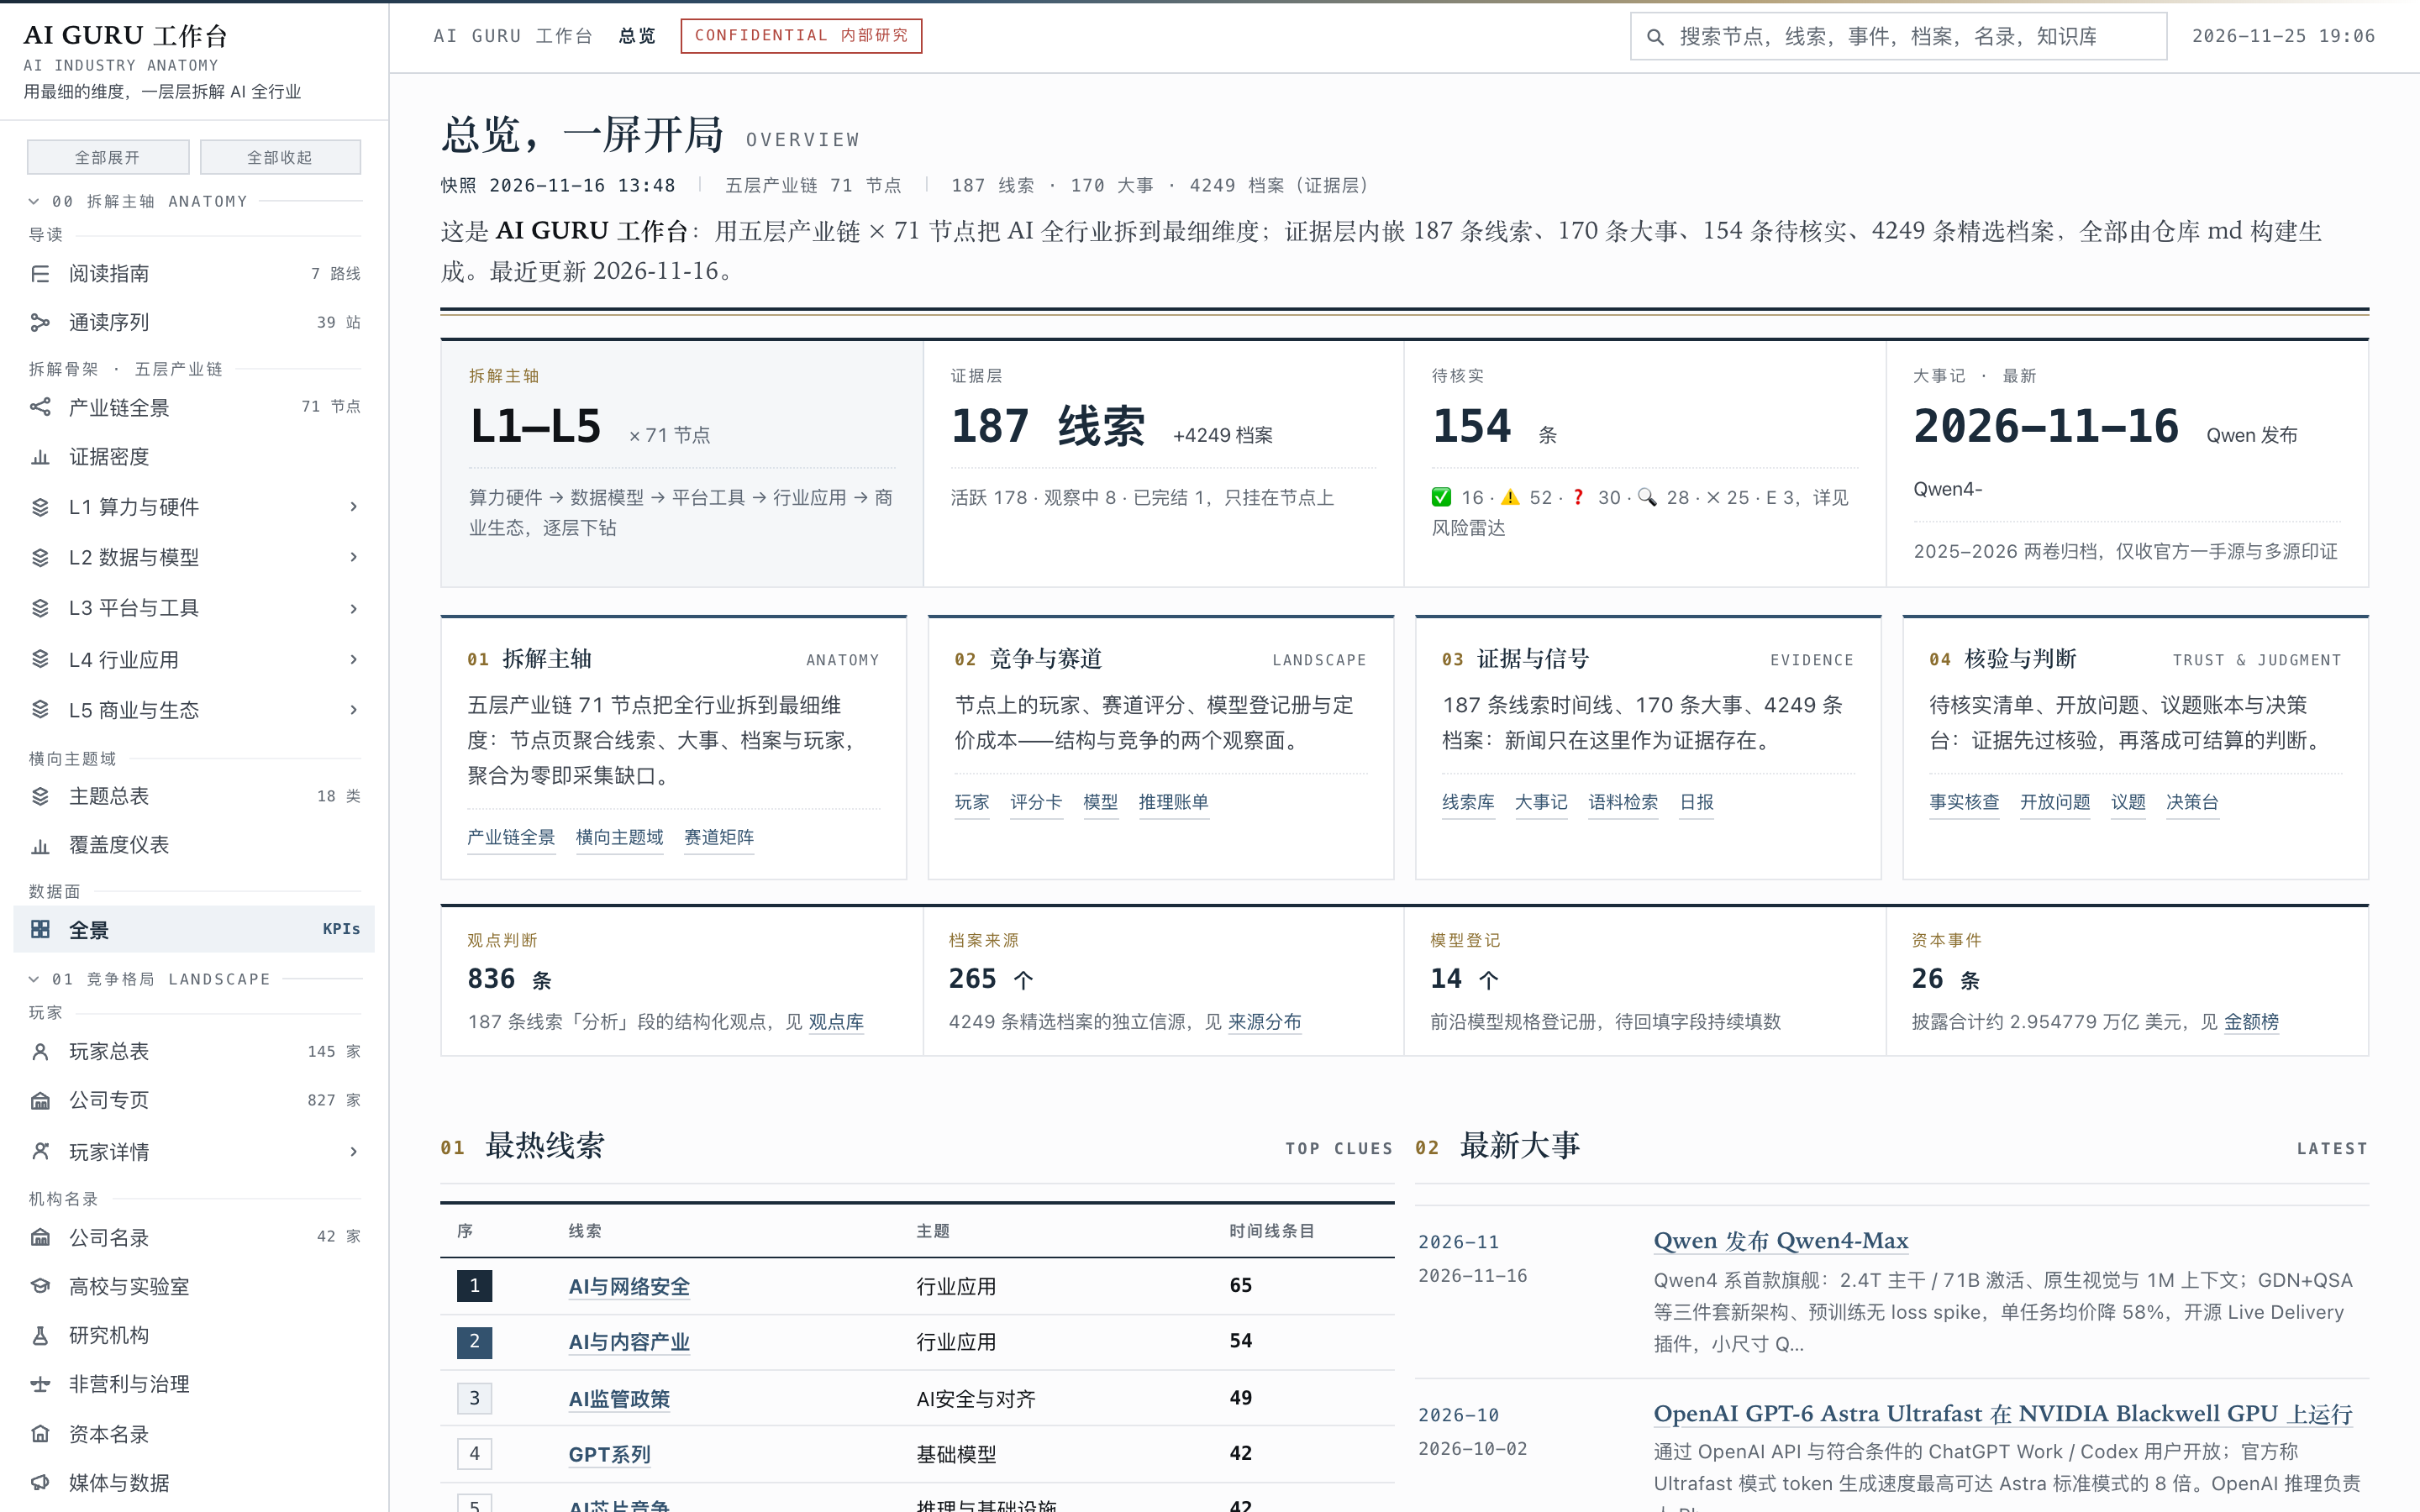 AI GURU 工作台
AI INDUSTRY ANATOMY
用最细的维度，一层层拆解 AI 全行业
全部展开
全部收起
00 拆解主轴 ANATOMY
导读
阅读指南 7 路线
通读序列 39 站
拆解骨架 · 五层产业链
产业链全景 71 节点
证据密度
L1 算力与硬件
L2 数据与模型
L3 平台与工具
L4 行业应用
L5 商业与生态
横向主题域
主题总表 18 类
覆盖度仪表
数据面
全景 KPIs
01 竞争格局 LANDSCAPE
玩家
玩家总表 145 家
公司专页 827 家
玩家详情
机构名录
公司名录 42 家
高校与实验室
研究机构
非营利与治理
资本名录
媒体与数据
AI GURU 工作台 总览 CONFIDENTIAL 内部研究
搜索节点，线索，事件，档案，名录，知识库
2026-11-25 19:06
总览，一屏开局 OVERVIEW
快照 2026-11-16 13:48 五层产业链 71 节点 187 线索 · 170 大事 · 4249 档案（证据层）
这是 AI GURU 工作台：用五层产业链 × 71 节点把 AI 全行业拆到最细维度；证据层内嵌 187 条线索、170 条大事、154 条待核实、4249 条精选档案，全部由仓库 md 构建生
成。最近更新 2026-11-16。
拆解主轴
L1—L5 × 71 节点
算力硬件 → 数据模型 → 平台工具 → 行业应用 → 商
业生态，逐层下钻
证据层
187 线索 +4249 档案
活跃 178 · 观察中 8 · 已完结 1，只挂在节点上
待核实
154 条
✅ 16 · ⚠️ 52 · ❓ 30 · 🔍 28 · × 25 · E 3，详见
风险雷达
大事记 · 最新
2026-11-16 Qwen 发布
Qwen4-
2025–2026 两卷归档，仅收官方一手源与多源印证
01 拆解主轴 ANATOMY
五层产业链 71 节点把全行业拆到最细维
度：节点页聚合线索、大事、档案与玩家，
聚合为零即采集缺口。
产业链全景 横向主题域 赛道矩阵
02 竞争与赛道 LANDSCAPE
节点上的玩家、赛道评分、模型登记册与定
价成本——结构与竞争的两个观察面。
玩家 评分卡 模型 推理账单
03 证据与信号 EVIDENCE
187 条线索时间线、170 条大事、4249 条
档案：新闻只在这里作为证据存在。
线索库 大事记 语料检索 日报
04 核验与判断 TRUST & JUDGMENT
待核实清单、开放问题、议题账本与决策
台：证据先过核验，再落成可结算的判断。
事实核查 开放问题 议题 决策台
观点判断
836 条
187 条线索「分析」段的结构化观点，见 观点库
档案来源
265 个
4249 条精选档案的独立信源，见 来源分布
模型登记
14 个
前沿模型规格登记册，待回填字段持续填数
资本事件
26 条
披露合计约 2.954779 万亿 美元，见 金额榜
01 最热线索 TOP CLUES
序 线索 主题 时间线条目
1 AI与网络安全 行业应用 65
2 AI与内容产业 行业应用 54
3 AI监管政策 AI安全与对齐 49
4 GPT系列 基础模型 42
5 AI芯片竞争 推理与基础设施 42
02 最新大事 LATEST
2026-11
2026-11-16
Qwen 发布 Qwen4-Max
Qwen4 系首款旗舰：2.4T 主干 / 71B 激活、原生视觉与 1M 上下文；GDN+QSA
等三件套新架构、预训练无 loss spike，单任务均价降 58%，开源 Live Delivery
插件，小尺寸 Q…
2026-10
2026-10-02
OpenAI GPT-6 Astra Ultrafast 在 NVIDIA Blackwell GPU 上运行
通过 OpenAI API 与符合条件的 ChatGPT Work / Codex 用户开放；官方称
Ultrafast 模式 token 生成速度最高可达 Astra 标准模式的 8 倍。OpenAI 推理负责